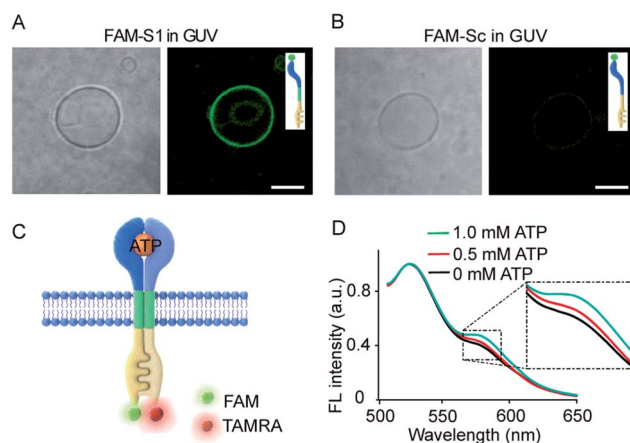 A
FAM-S1 in GUV
B
FAM-Sc in GUV
C
ATP
FAM
TAMRA
D
1.0 mM ATP
0.5 mM ATP
0 mM ATP
FL intensity (a.u.)
0.8
0.4
0
500 550 600 650
Wavelength (nm)